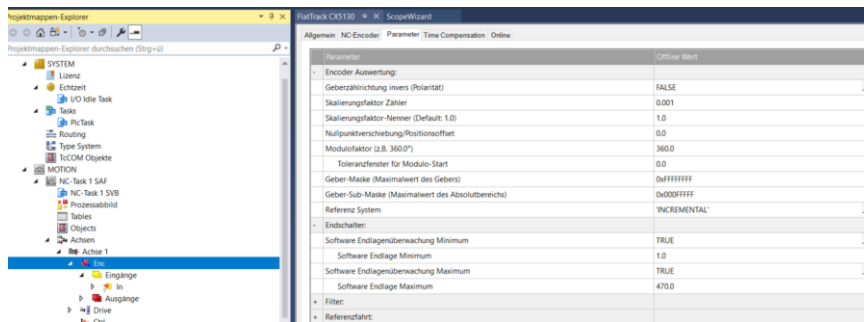 Projektmappen-Explorer
FlatTrack CX5130
ScopeWizard
Allgemein NC-Encoder Parameter Time Compensation Online
Projektmappen-Explorer durchsuchen (Strg+ü)
SYSTEM
Lizenz
Echtzeit
I/O Idle Task
Tasks
PlcTask
Routing
Type System
TcCOM Objekte
MOTION
NC-Task 1 SAF
NC-Task 1 SVB
Prozessabbild
Tables
Objects
Achsen
Achse 1
Enc
Eingänge
In
Ausgänge
Drive
Ctrl
Parameter Offline Wert
- Encoder Auswertung:
Geberzählrichtung invers (Polarität) FALSE
Skalierungsfaktor Zähler 0.001
Skalierungsfaktor-Nenner (Default: 1.0) 1.0
Nullpunktverschiebung/Positionsoffset 0.0
Modulofaktor (z.B. 360.0°) 360.0
Toleranzfenster für Modulo-Start 0.0
Geber-Maske (Maximalwert des Gebers) 0xFFFFFFFF
Geber-Sub-Maske (Maximalwert des Absolutbereichs) 0x000FFFFF
Referenz System 'INCREMENTAL'
- Endschalter:
Software Endlagenüberwachung Minimum TRUE
Software Endlage Minimum 1.0
Software Endlagenüberwachung Maximum TRUE
Software Endlage Maximum 470.0
+ Filter:
+ Referenzfahrt: